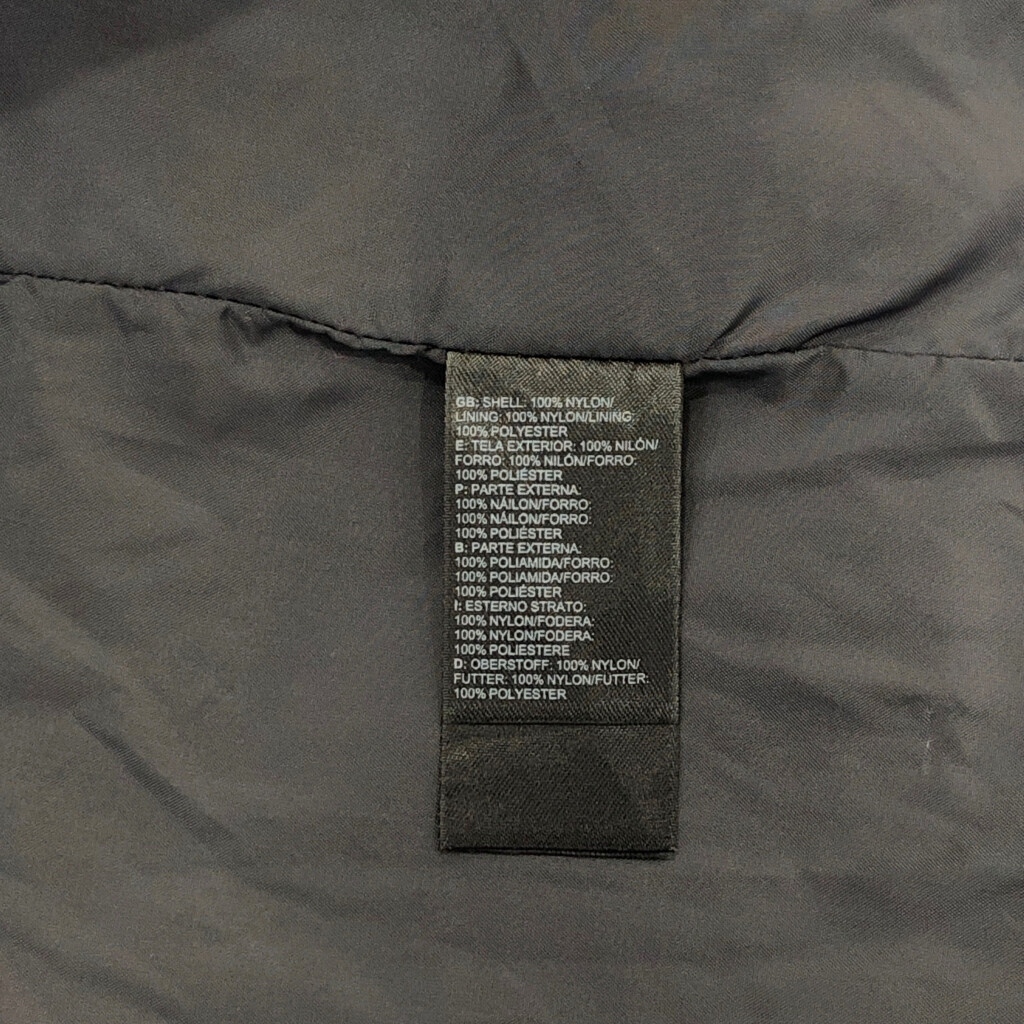 GB: SHELL: 100% NYLON/
LINING: 100% NYLON/LINING:
100% POLYESTER
E: TELA EXTERIOR: 100% NILÓN/
FORRO: 100% NILÓN/FORRO:
100% POLIÉSTER
P: PARTE EXTERNA:
100% NÁILON/FORRO:
100% NÁILON/FORRO:
100% POLIÉSTER
B: PARTE EXTERNA:
100% POLIAMIDA/FORRO:
100% POLIAMIDA/FORRO:
100% POLIÉSTER
I: ESTERNO STRATO:
100% NYLON/FODERA:
100% NYLON/FODERA:
100% POLIESTERE
D: OBERSTOFF: 100% NYLON/
FUTTER: 100% NYLON/FUTTER:
100% POLYESTER